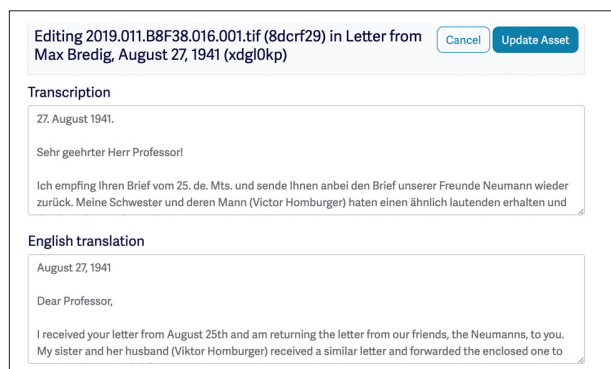 Editing 2019.011.B8F38.016.001.tif (8dcrf29) in Letter from
Max Bredig, August 27, 1941 (xdgl0kp)
Cancel
Update Asset
Transcription
27. August 1941.
Sehr geehrter Herr Professor!
Ich empfing Ihren Brief vom 25. de. Mts. und sende Ihnen anbei den Brief unserer Freunde Neumann wieder
zurück. Meine Schwester und deren Mann (Victor Homburger) haten einen ähnlich lautenden erhalten und
English translation
August 27, 1941
Dear Professor,
I received your letter from August 25th and am returning the letter from our friends, the Neumanns, to you.
My sister and her husband (Viktor Homburger) received a similar letter and forwarded the enclosed one to